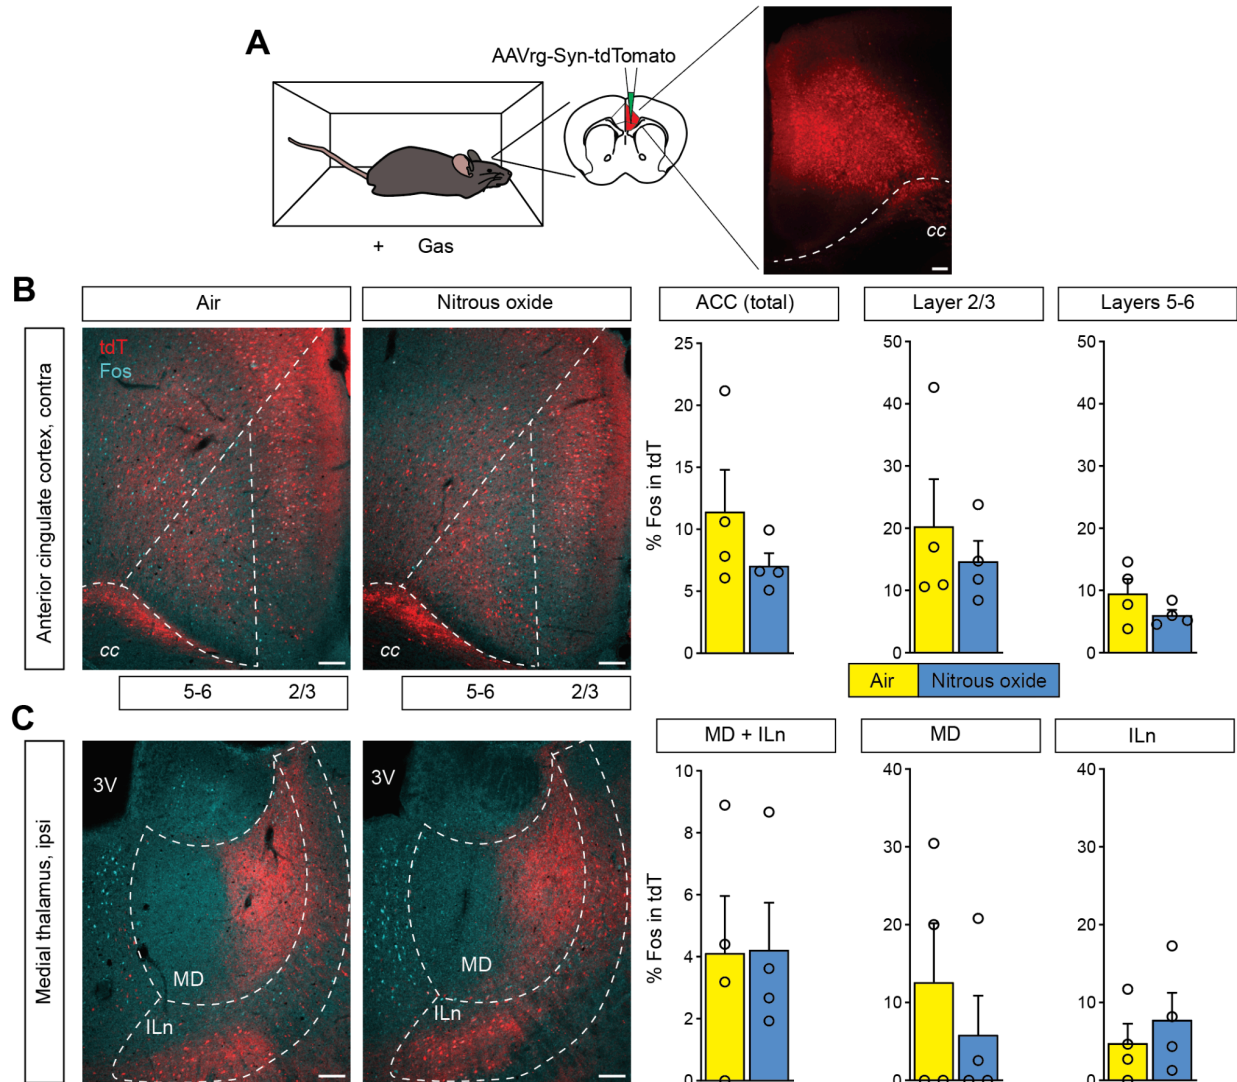 A
AAVrg-Syn-tdTomato
+ Gas
cc
B
Air
Nitrous oxide
ACC (total)
Layer 2/3
Layers 5-6
Anterior cingulate cortex, contra
tdT
Fos
cc
cc
5-6 2/3
5-6 2/3
% Fos in tdT
25
20
15
10
5
0
50
40
30
20
10
0
50
40
30
20
10
0
Air Nitrous oxide
C
Medial thalamus, ipsi
3V
MD
ILn
3V
MD
ILn
MD + ILn
MD
ILn
% Fos in tdT
10
8
6
4
2
0
40
30
20
10
0
40
30
20
10
0